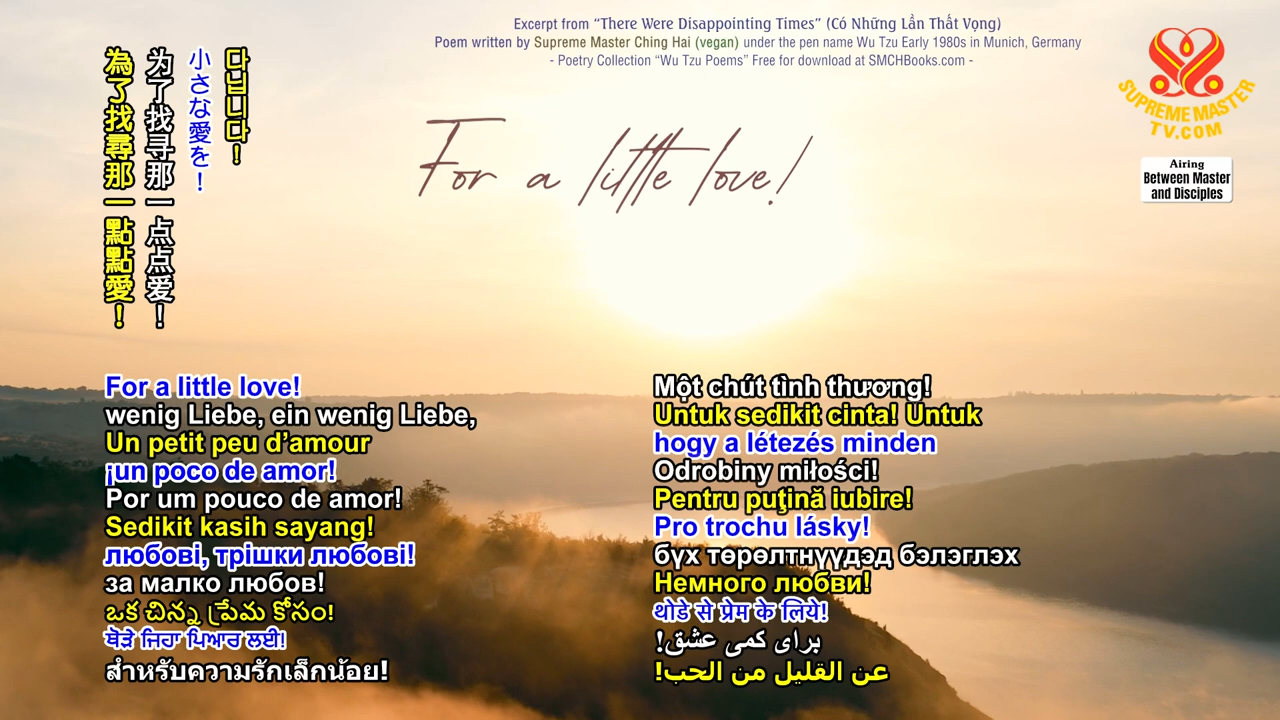 Excerpt from “There Were Disappointing Times” (Có Những Lần Thất Vọng)
Poem written by Supreme Master Ching Hai (vegan) under the pen name Wu Tzu Early 1980s in Munich, Germany
- Poetry Collection “Wu Tzu Poems” Free for download at SMCHBooks.com -
SUPREME MASTER
TV.COM
Airing
Between Master
and Disciples
For a little love!
다닙니다!
小さな愛を!
为了找寻那一点点爱!
為了找尋那一點點愛!
For a little love!
wenig Liebe, ein wenig Liebe,
Un petit peu d’amour
¡un poco de amor!
Por um pouco de amor!
Sedikit kasih sayang!
любові, трішки любові!
за малко любов!
ఒక చిన్న ప్రేమ కోసం!
ਥੋੜੇ ਜਿਹਾ ਪਿਆਰ ਲਈ!
สำหรับความรักเล็กน้อย!
Một chút tình thương!
Untuk sedikit cinta! Untuk
hogy a létezés minden
Odrobiny miłości!
Pentru puţină iubire!
Pro trochu lásky!
бүх төрөлтнүүдэд бэлэглэх
Немного любви!
थोडे से प्रेम के लिये!
برای کمی عشق!
عن القليل من الحب!